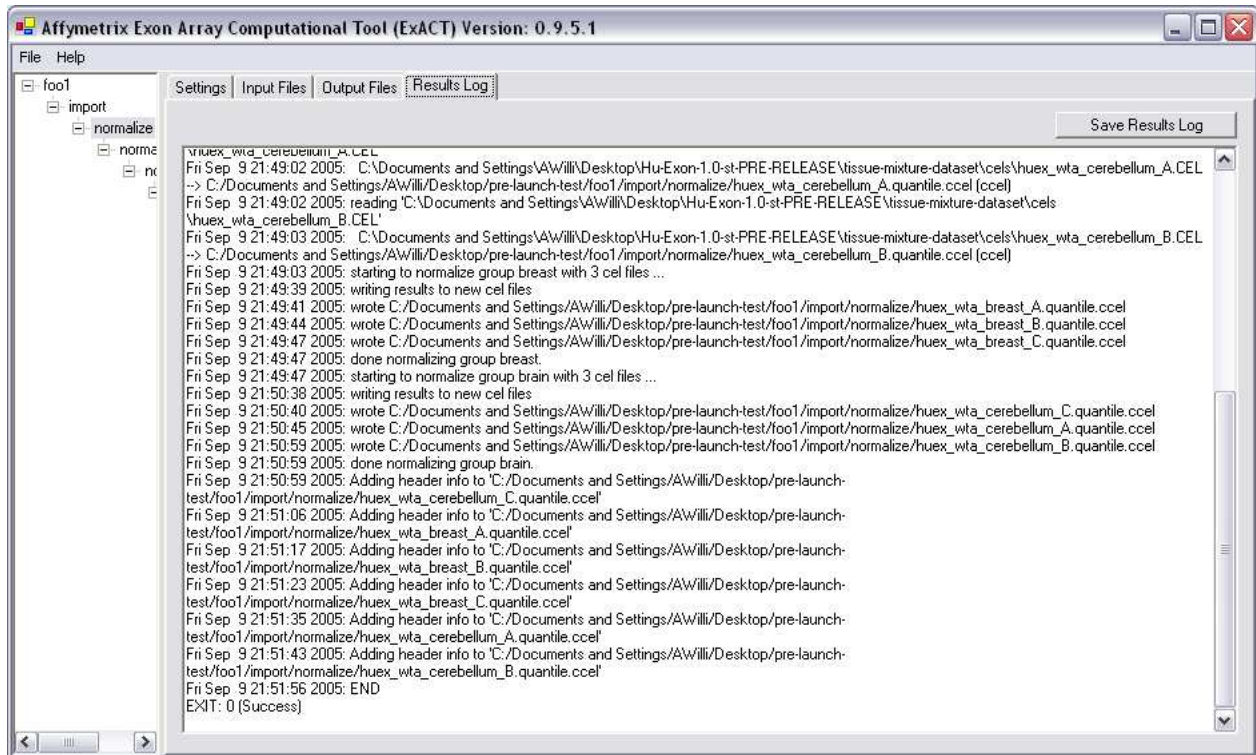 Affymetrix Exon Array Computational Tool (ExACT) Version: 0.9.5.1
File Help
foo1
import
normalize
norma
Settings
Input Files
Output Files
Results Log
Save Results Log
\huex_wta_cerebellum_A.CEL
Fri Sep 9 21:49:02 2005: C:\Documents and Settings\AWilli\Desktop\Hu-Exon-1.0-st-PRE-RELEASE\tissue-mixture-dataset\cels\huex_wta_cerebellum_A.CEL
--> C:/Documents and Settings/AWilli/Desktop/pre-launch-test/foo1/import/normalize/huex_wta_cerebellum_A.quantile.ccel (ccel)
Fri Sep 9 21:49:02 2005: reading 'C:\Documents and Settings\AWilli\Desktop\Hu-Exon-1.0-st-PRE-RELEASE\tissue-mixture-dataset\cels
\huex_wta_cerebellum_B.CEL'
Fri Sep 9 21:49:03 2005: C:\Documents and Settings\AWilli\Desktop\Hu-Exon-1.0-st-PRE-RELEASE\tissue-mixture-dataset\cels\huex_wta_cerebellum_B.CEL
--> C:/Documents and Settings/AWilli/Desktop/pre-launch-test/foo1/import/normalize/huex_wta_cerebellum_B.quantile.ccel (ccel)
Fri Sep 9 21:49:03 2005: starting to normalize group breast with 3 cel files ...
Fri Sep 9 21:49:39 2005: writing results to new cel files
Fri Sep 9 21:49:41 2005: wrote C:/Documents and Settings/AWilli/Desktop/pre-launch-test/foo1/import/normalize/huex_wta_breast_A.quantile.ccel
Fri Sep 9 21:49:44 2005: wrote C:/Documents and Settings/AWilli/Desktop/pre-launch-test/foo1/import/normalize/huex_wta_breast_B.quantile.ccel
Fri Sep 9 21:49:47 2005: wrote C:/Documents and Settings/AWilli/Desktop/pre-launch-test/foo1/import/normalize/huex_wta_breast_C.quantile.ccel
Fri Sep 9 21:49:47 2005: done normalizing group breast.
Fri Sep 9 21:49:47 2005: starting to normalize group brain with 3 cel files ...
Fri Sep 9 21:50:38 2005: writing results to new cel files
Fri Sep 9 21:50:40 2005: wrote C:/Documents and Settings/AWilli/Desktop/pre-launch-test/foo1/import/normalize/huex_wta_cerebellum_C.quantile.ccel
Fri Sep 9 21:50:45 2005: wrote C:/Documents and Settings/AWilli/Desktop/pre-launch-test/foo1/import/normalize/huex_wta_cerebellum_A.quantile.ccel
Fri Sep 9 21:50:59 2005: wrote C:/Documents and Settings/AWilli/Desktop/pre-launch-test/foo1/import/normalize/huex_wta_cerebellum_B.quantile.ccel
Fri Sep 9 21:50:59 2005: done normalizing group brain.
Fri Sep 9 21:50:59 2005: Adding header info to 'C:/Documents and Settings/AWilli/Desktop/pre-launch-
test/foo1/import/normalize/huex_wta_cerebellum_C.quantile.ccel'
Fri Sep 9 21:51:06 2005: Adding header info to 'C:/Documents and Settings/AWilli/Desktop/pre-launch-
test/foo1/import/normalize/huex_wta_breast_A.quantile.ccel'
Fri Sep 9 21:51:17 2005: Adding header info to 'C:/Documents and Settings/AWilli/Desktop/pre-launch-
test/foo1/import/normalize/huex_wta_breast_B.quantile.ccel'
Fri Sep 9 21:51:23 2005: Adding header info to 'C:/Documents and Settings/AWilli/Desktop/pre-launch-
test/foo1/import/normalize/huex_wta_breast_C.quantile.ccel'
Fri Sep 9 21:51:35 2005: Adding header info to 'C:/Documents and Settings/AWilli/Desktop/pre-launch-
test/foo1/import/normalize/huex_wta_cerebellum_A.quantile.ccel'
Fri Sep 9 21:51:43 2005: Adding header info to 'C:/Documents and Settings/AWilli/Desktop/pre-launch-
test/foo1/import/normalize/huex_wta_cerebellum_B.quantile.ccel'
Fri Sep 9 21:51:56 2005: END
EXIT: 0 (Success)